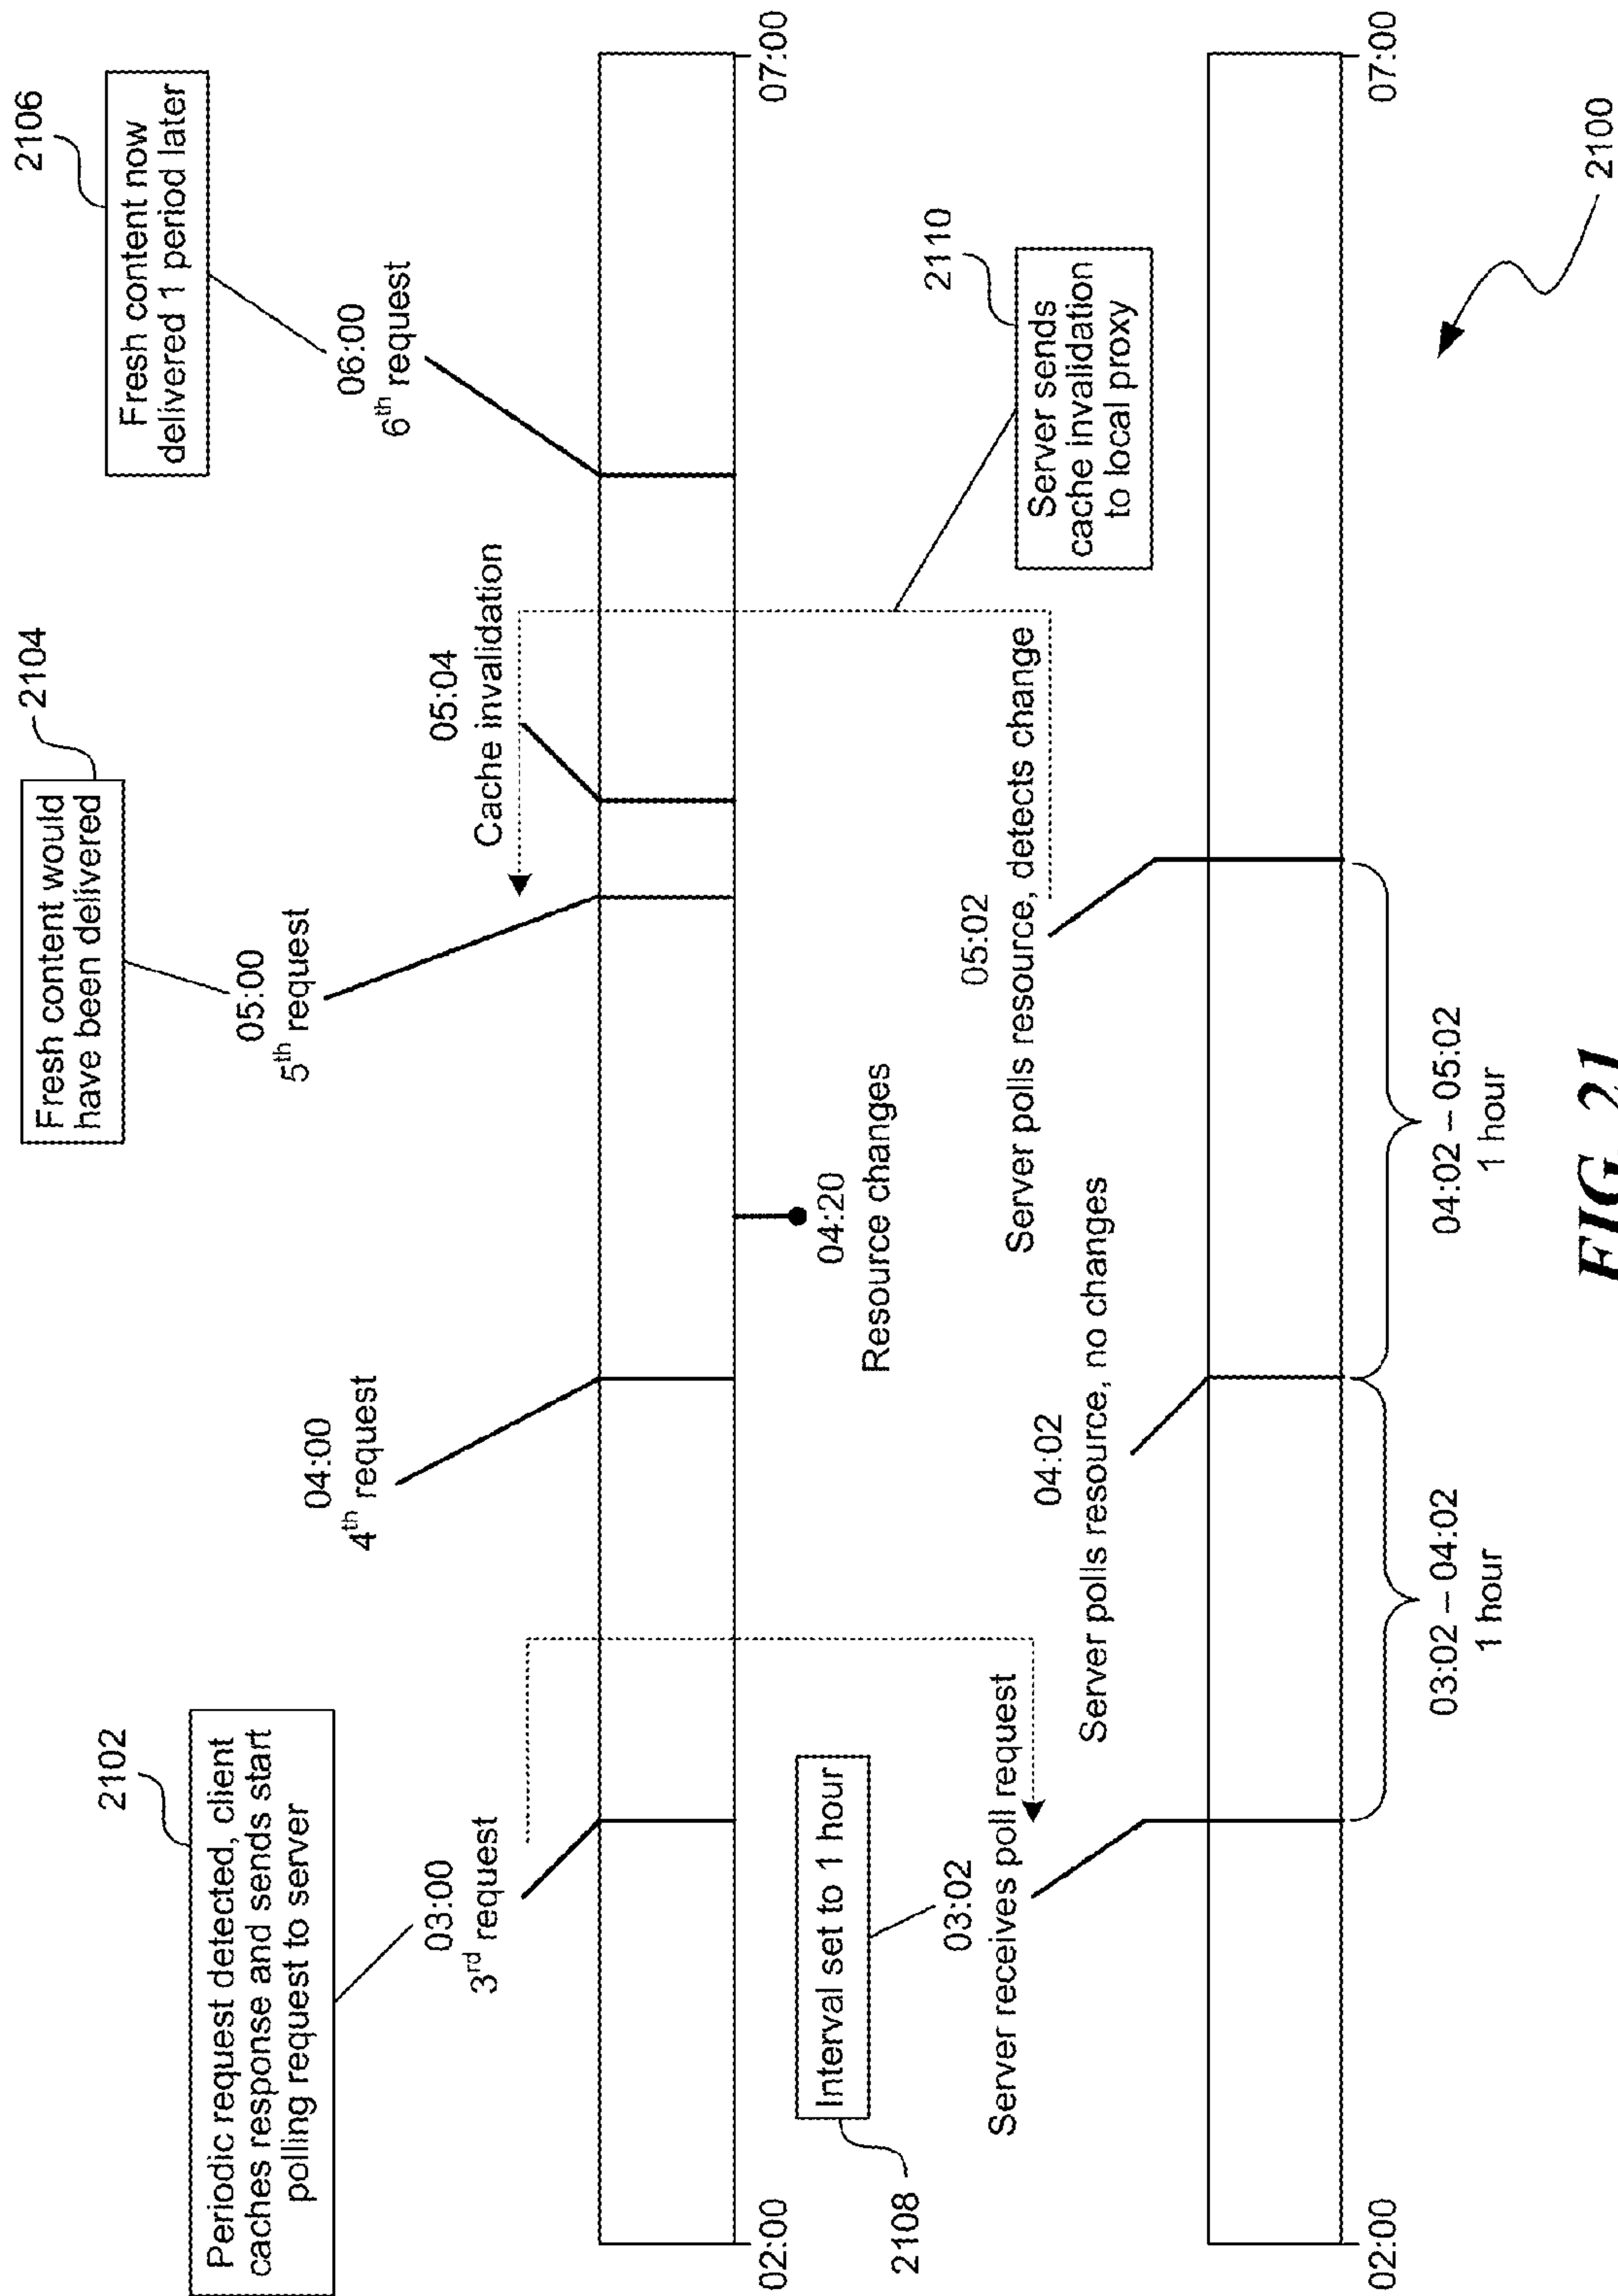 2102
Periodic request detected, client
caches response and sends start
polling request to server
03:00
3rd request
04:00
4th request
2104
Fresh content would
have been delivered
05:00
5th request
05:04
Cache invalidation
2106
Fresh content now
delivered 1 period later
06:00
6th request
02:00
07:00
04:20
Resource changes
2108
Interval set to 1 hour
03:02
Server receives poll request
04:02
Server polls resource, no changes
05:02
Server polls resource, detects change
2110
Server sends
cache invalidation
to local proxy
02:00
07:00
03:02 – 04:02
1 hour
04:02 – 05:02
1 hour
2100
FIG. 21